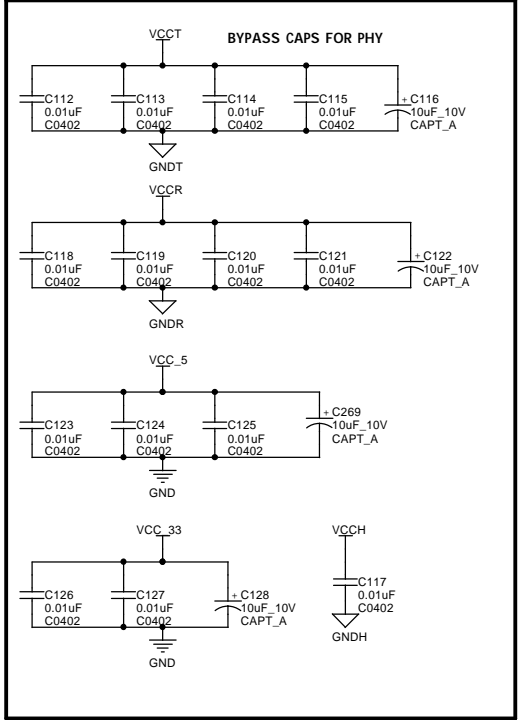 VCCT
BYPASS CAPS FOR PHY
C112
0.01uF
C0402
C113
0.01uF
C0402
C114
0.01uF
C0402
C115
0.01uF
C0402
+ C116
10uF_10V
CAPT_A
GNDT
VCCR
C118
0.01uF
C0402
C119
0.01uF
C0402
C120
0.01uF
C0402
C121
0.01uF
C0402
+ C122
10uF_10V
CAPT_A
GNDR
VCC_5
C123
0.01uF
C0402
C124
0.01uF
C0402
C125
0.01uF
C0402
+ C269
10uF_10V
CAPT_A
GND
VCC_33
C126
0.01uF
C0402
C127
0.01uF
C0402
+ C128
10uF_10V
CAPT_A
GND
VCCH
C117
0.01uF
C0402
GNDH